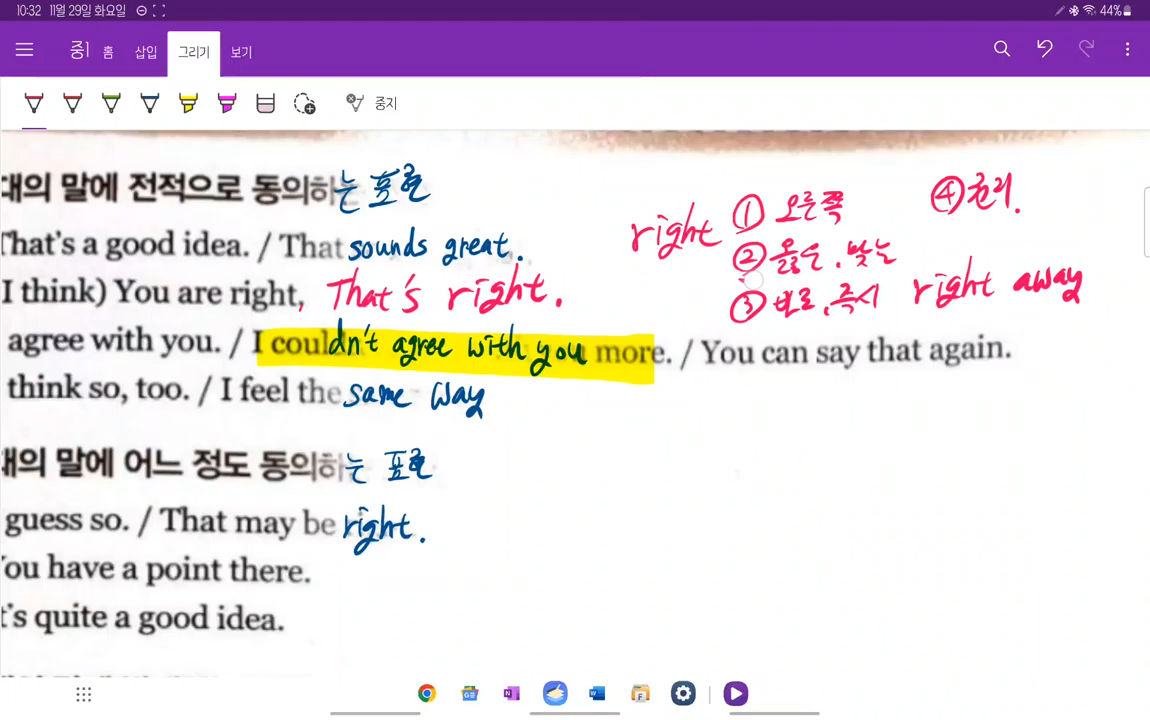 10:32 11월 29일 화요일 44%
중1 홈 삽입 그리기 보기
중지
대의 말에 전적으로 동의하는 표현
That's a good idea. / That sounds great.
I think) You are right, That's right.
agree with you. / I couldn't agree with you more. / You can say that again.
think so, too. / I feel the same way
대의 말에 어느 정도 동의하는 표현
guess so. / That may be right.
You have a point there.
t's quite a good idea.
right ① 오른쪽
② 옳은, 맞는
③ 바로, 즉시 right away
④ 권리.